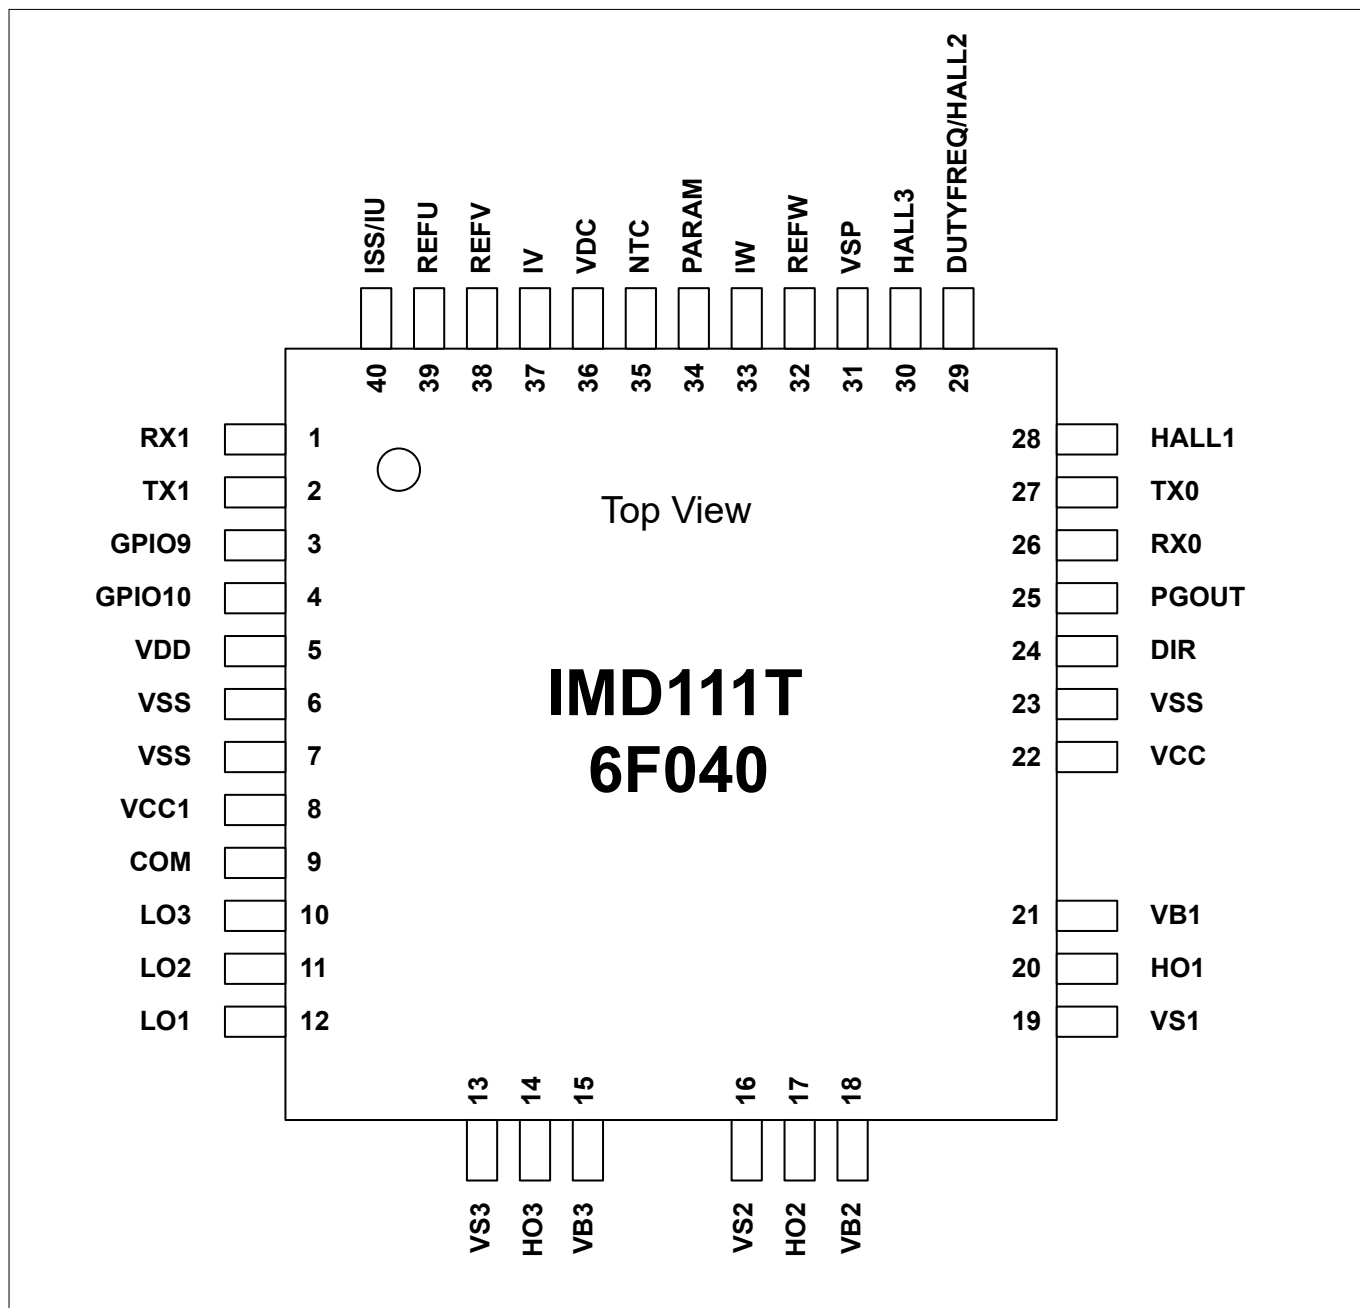 ISS/IU
REFU
REFV
IV
VDC
NTC
PARAM
IW
REFW
VSP
HALL3
DUTYFREQ/HALL2
40 39 38 37 36 35 34 33 32 31 30 29
RX1 1 28 HALL1
TX1 2 27 TX0
Top View
GPIO9 3 26 RX0
GPIO10 4 25 PGOUT
VDD 5 24 DIR
VSS 6 23 VSS
IMD111T
VSS 7 22 VCC
6F040
VCC1 8
COM 9
LO3 10 21 VB1
LO2 11 20 HO1
LO1 12 19 VS1
13 14 15 16 17 18
VS3
HO3
VB3
VS2
HO2
VB2